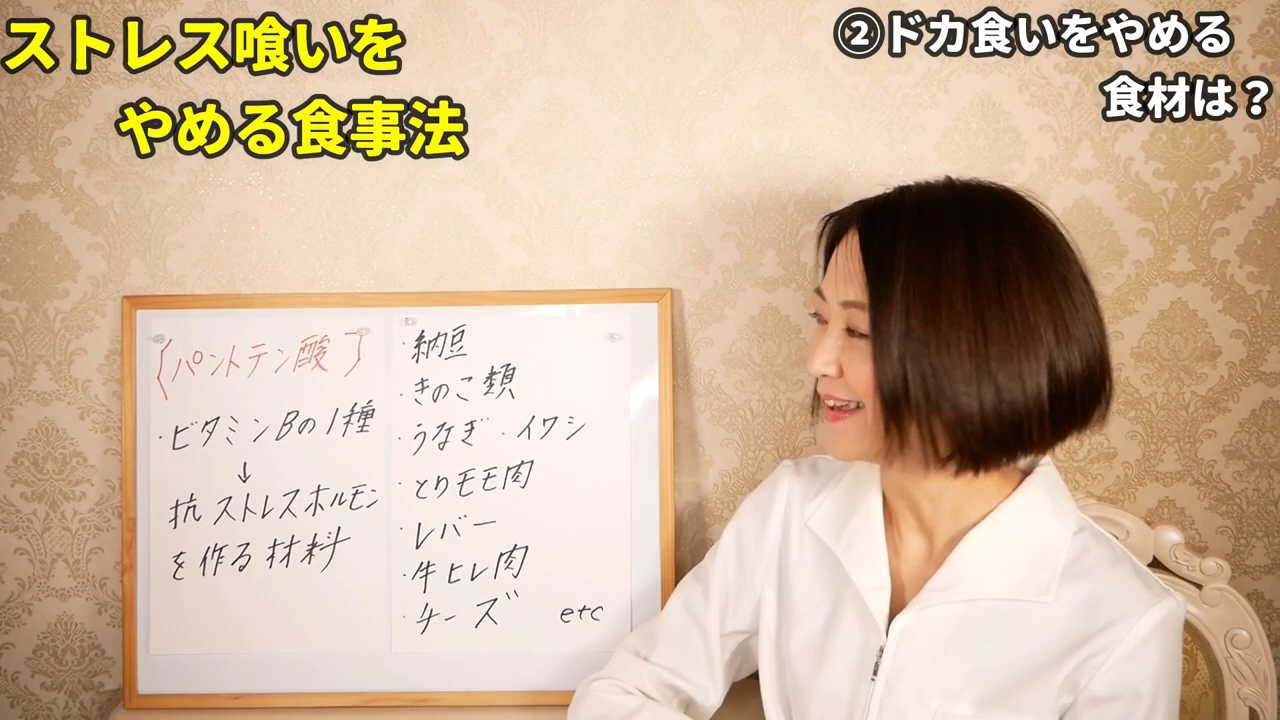 ストレス喰いを
やめる食事法
②ドカ食いをやめる
食材は？
{パントテン酸}
・ビタミンBの1種
↓
抗ストレスホルモン
を作る材料
・納豆
・きのこ類
・うなぎ・イワシ
・とりモモ肉
・レバー
・牛ヒレ肉
・チーズ etc